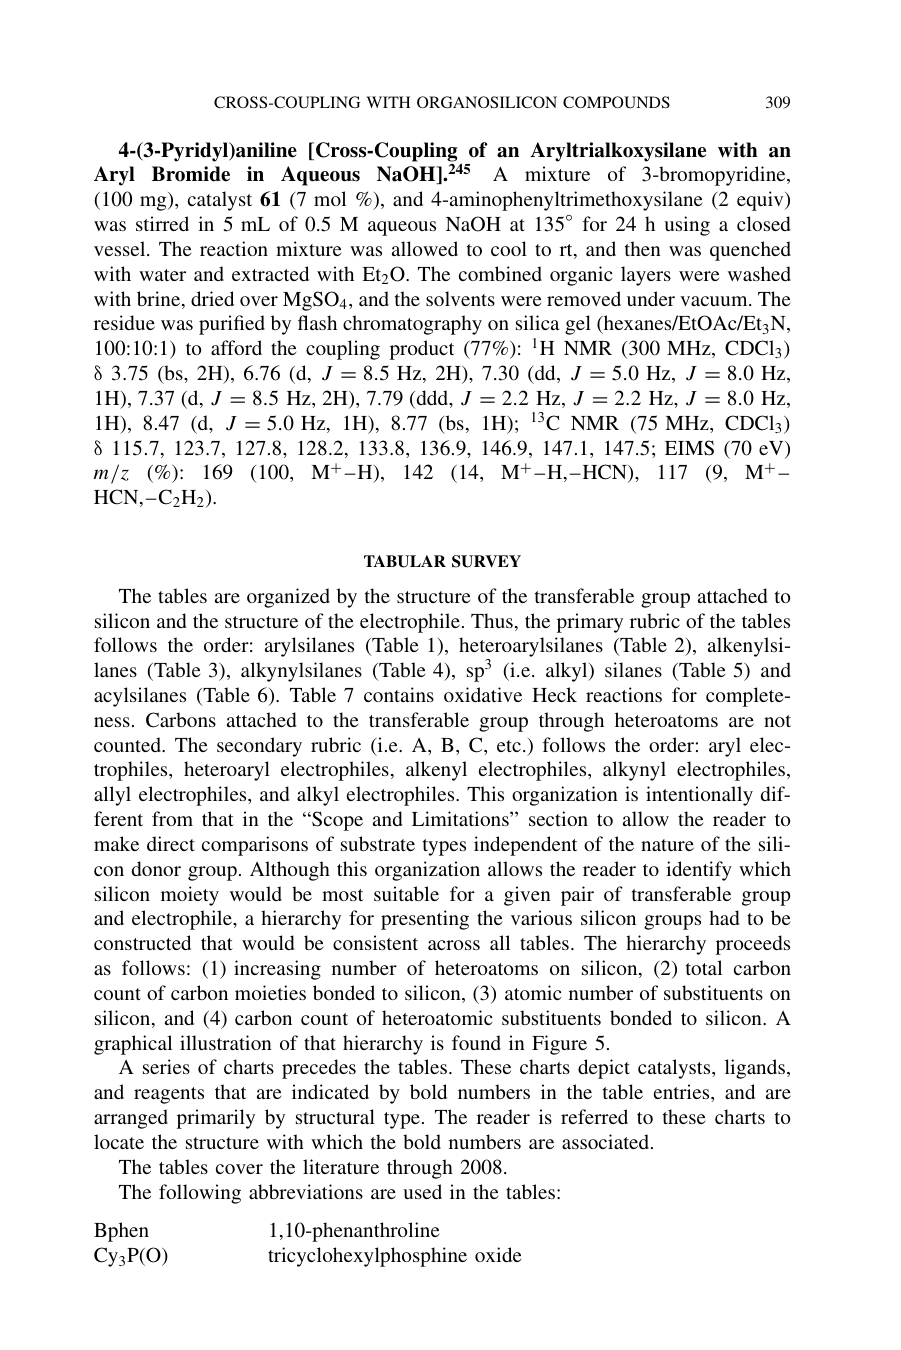 CROSS-COUPLING WITH ORGANOSILICON COMPOUNDS 309
4-(3-Pyridyl)aniline [Cross-Coupling of an Aryltrialkoxysilane with an
Aryl Bromide in Aqueous NaOH].²⁴⁵ A mixture of 3-bromopyridine,
(100 mg), catalyst 61 (7 mol %), and 4-aminophenyltrimethoxysilane (2 equiv)
was stirred in 5 mL of 0.5 M aqueous NaOH at 135° for 24 h using a closed
vessel. The reaction mixture was allowed to cool to rt, and then was quenched
with water and extracted with Et₂O. The combined organic layers were washed
with brine, dried over MgSO₄, and the solvents were removed under vacuum. The
residue was purified by flash chromatography on silica gel (hexanes/EtOAc/Et₃N,
100:10:1) to afford the coupling product (77%): ¹H NMR (300 MHz, CDCl₃)
δ 3.75 (bs, 2H), 6.76 (d, J = 8.5 Hz, 2H), 7.30 (dd, J = 5.0 Hz, J = 8.0 Hz,
1H), 7.37 (d, J = 8.5 Hz, 2H), 7.79 (ddd, J = 2.2 Hz, J = 2.2 Hz, J = 8.0 Hz,
1H), 8.47 (d, J = 5.0 Hz, 1H), 8.77 (bs, 1H); ¹³C NMR (75 MHz, CDCl₃)
δ 115.7, 123.7, 127.8, 128.2, 133.8, 136.9, 146.9, 147.1, 147.5; EIMS (70 eV)
m/z (%): 169 (100, M⁺–H), 142 (14, M⁺–H,–HCN), 117 (9, M⁺–
HCN,–C₂H₂).
TABULAR SURVEY
The tables are organized by the structure of the transferable group attached to
silicon and the structure of the electrophile. Thus, the primary rubric of the tables
follows the order: arylsilanes (Table 1), heteroarylsilanes (Table 2), alkenylsi-
lanes (Table 3), alkynylsilanes (Table 4), sp³ (i.e. alkyl) silanes (Table 5) and
acylsilanes (Table 6). Table 7 contains oxidative Heck reactions for complete-
ness. Carbons attached to the transferable group through heteroatoms are not
counted. The secondary rubric (i.e. A, B, C, etc.) follows the order: aryl elec-
trophiles, heteroaryl electrophiles, alkenyl electrophiles, alkynyl electrophiles,
allyl electrophiles, and alkyl electrophiles. This organization is intentionally dif-
ferent from that in the “Scope and Limitations” section to allow the reader to
make direct comparisons of substrate types independent of the nature of the sili-
con donor group. Although this organization allows the reader to identify which
silicon moiety would be most suitable for a given pair of transferable group
and electrophile, a hierarchy for presenting the various silicon groups had to be
constructed that would be consistent across all tables. The hierarchy proceeds
as follows: (1) increasing number of heteroatoms on silicon, (2) total carbon
count of carbon moieties bonded to silicon, (3) atomic number of substituents on
silicon, and (4) carbon count of heteroatomic substituents bonded to silicon. A
graphical illustration of that hierarchy is found in Figure 5.
A series of charts precedes the tables. These charts depict catalysts, ligands,
and reagents that are indicated by bold numbers in the table entries, and are
arranged primarily by structural type. The reader is referred to these charts to
locate the structure with which the bold numbers are associated.
The tables cover the literature through 2008.
The following abbreviations are used in the tables:
Bphen 1,10-phenanthroline
Cy₃P(O) tricyclohexylphosphine oxide